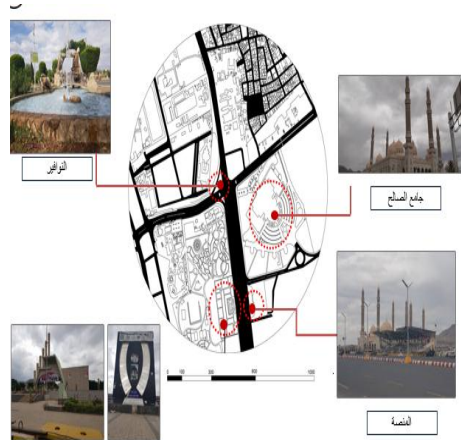 النوافير
جامع الصالح
المنصة